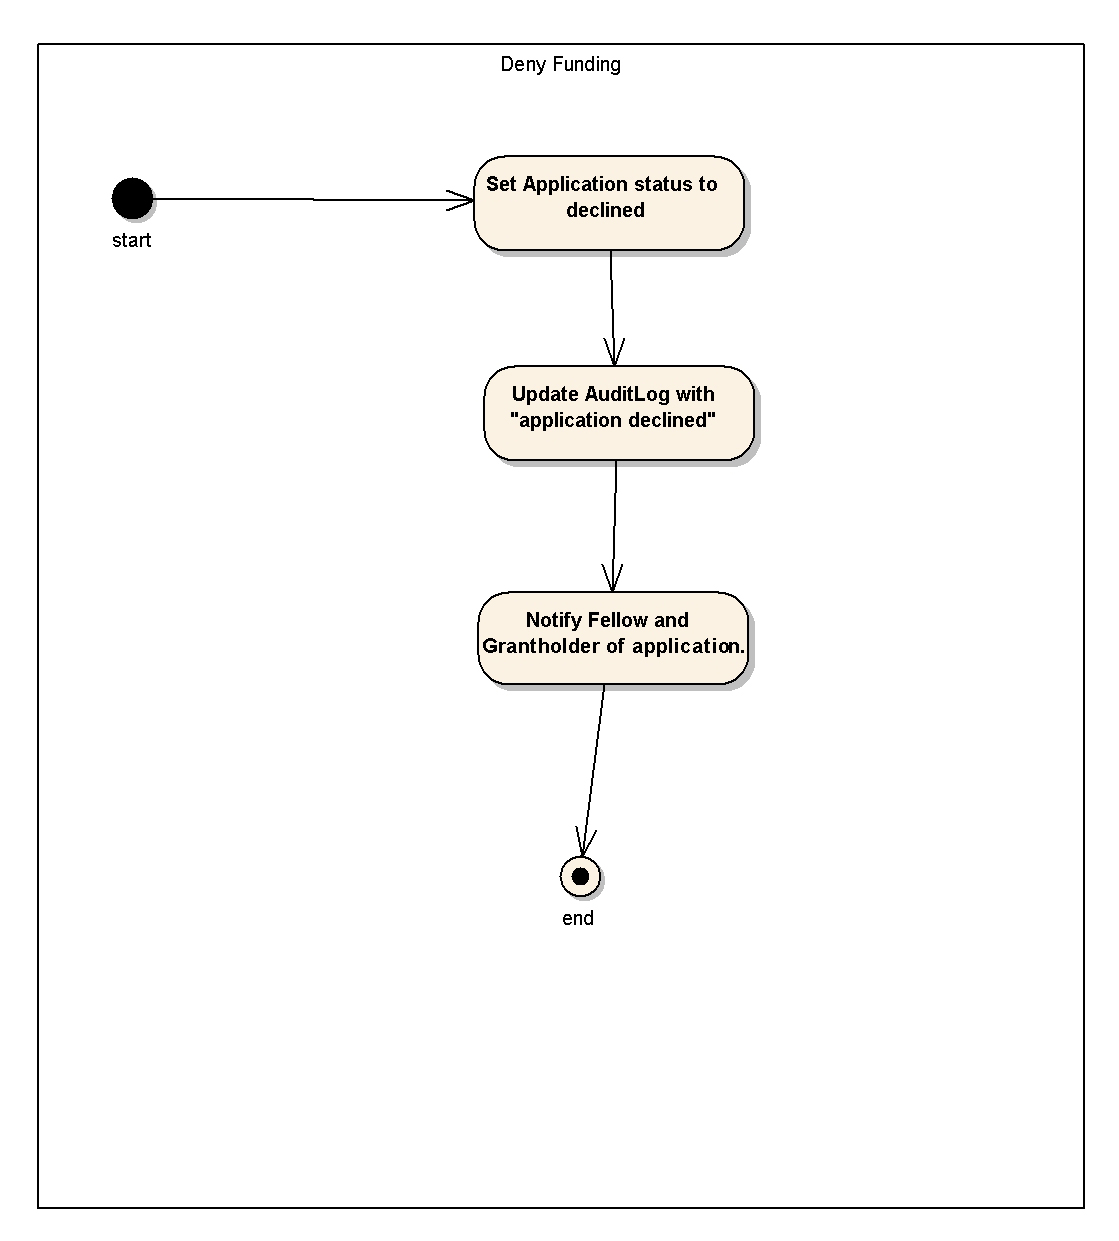 Deny Funding
start
Set Application status to
declined
Update AuditLog with
"application declined"
Notify Fellow and
Grantholder of application.
end